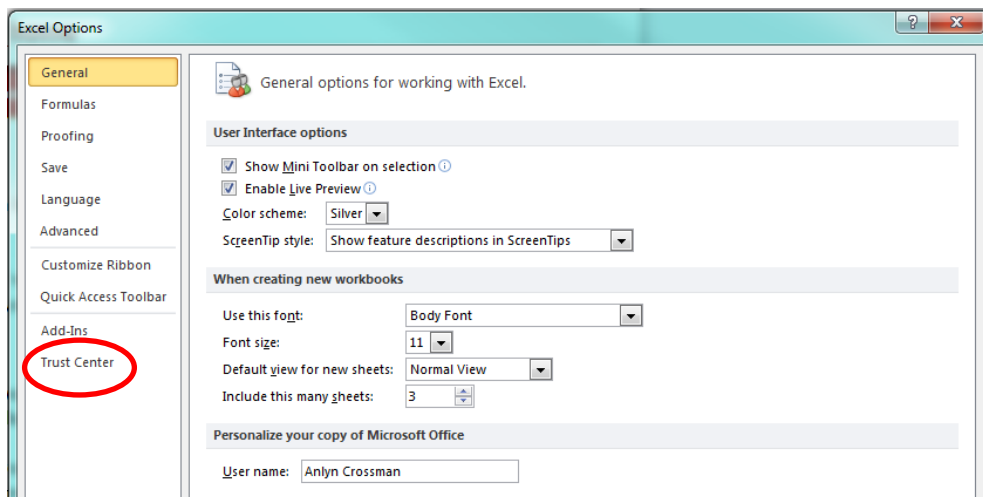 Excel Options
General
Formulas
Proofing
Save
Language
Advanced
Customize Ribbon
Quick Access Toolbar
Add-Ins
Trust Center
General options for working with Excel.
User Interface options
Show Mini Toolbar on selection
Enable Live Preview
Color scheme: Silver
ScreenTip style: Show feature descriptions in ScreenTips
When creating new workbooks
Use this font: Body Font
Font size: 11
Default view for new sheets: Normal View
Include this many sheets: 3
Personalize your copy of Microsoft Office
User name: Anlyn Crossman